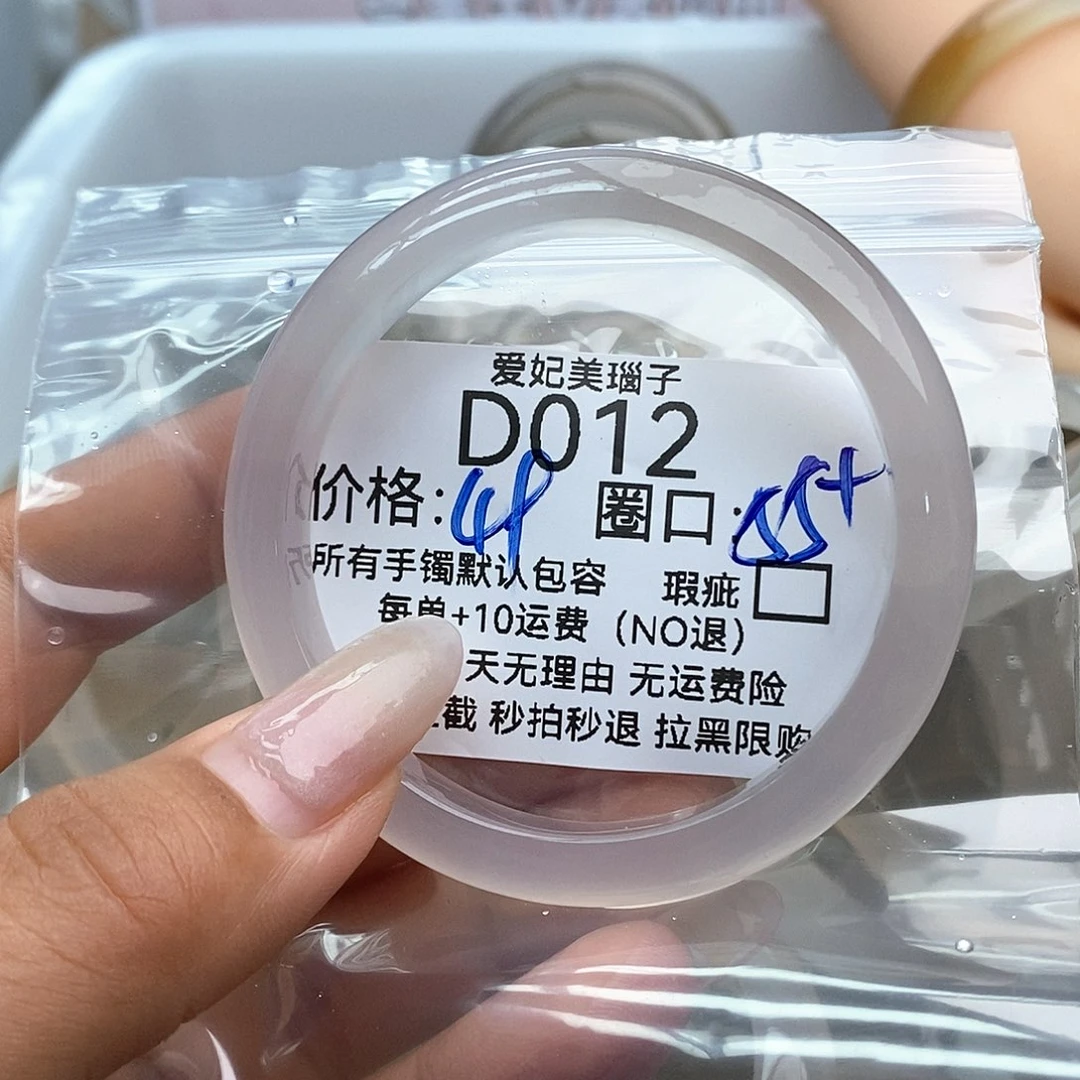 爱妃美瑙子
D012
价格: 圈口: 55+
所有手镯默认包容 瑕疵
每单+10运费（NO退）
天无理由 无运费险
截 秒拍秒退 拉黑限购